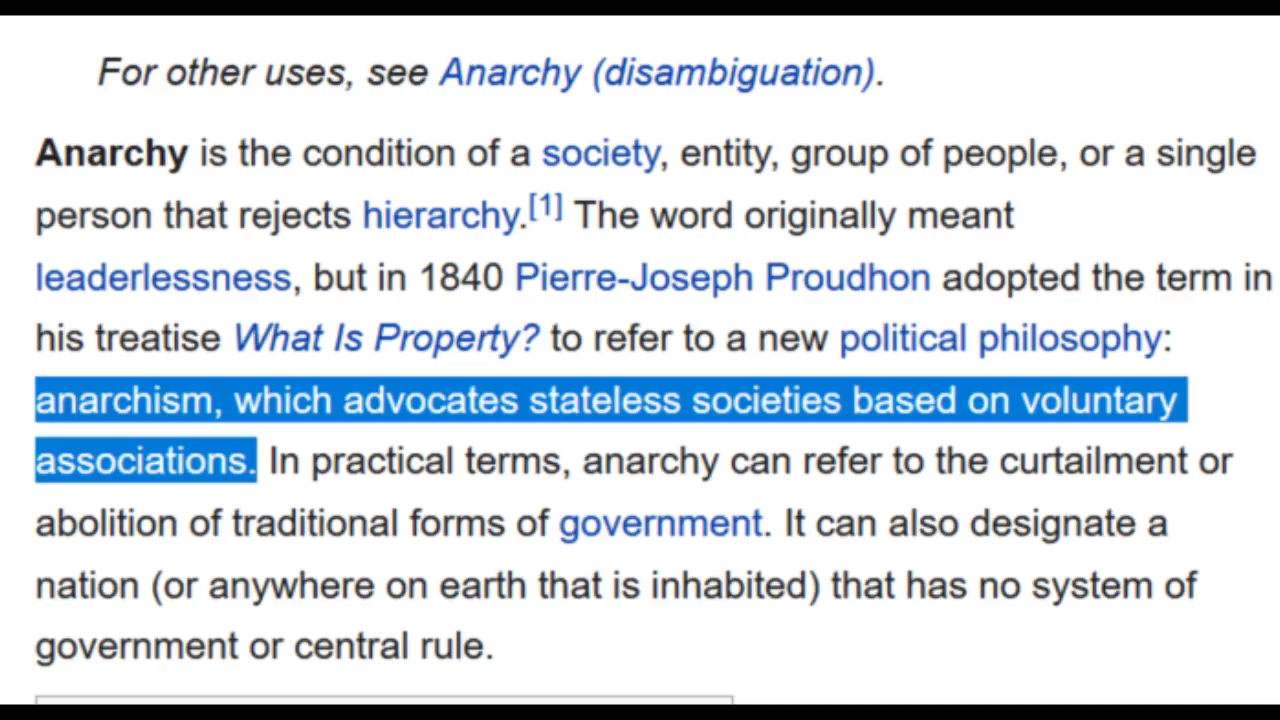 For other uses, see Anarchy (disambiguation).
Anarchy is the condition of a society, entity, group of people, or a single
person that rejects hierarchy.[1] The word originally meant
leaderlessness, but in 1840 Pierre-Joseph Proudhon adopted the term in
his treatise What Is Property? to refer to a new political philosophy:
anarchism, which advocates stateless societies based on voluntary
associations. In practical terms, anarchy can refer to the curtailment or
abolition of traditional forms of government. It can also designate a
nation (or anywhere on earth that is inhabited) that has no system of
government or central rule.